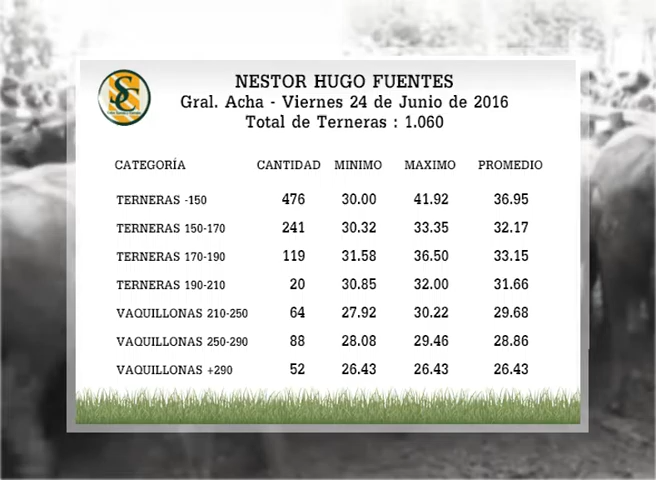 SC
NESTOR HUGO FUENTES
Gral. Acha - Viernes 24 de Junio de 2016
Total de Terneras : 1.060
CATEGORÍA CANTIDAD MINIMO MAXIMO PROMEDIO
TERNERAS -150 476 30.00 41.92 36.95
TERNERAS 150-170 241 30.32 33.35 32.17
TERNERAS 170-190 119 31.58 36.50 33.15
TERNERAS 190-210 20 30.85 32.00 31.66
VAQUILLONAS 210-250 64 27.92 30.22 29.68
VAQUILLONAS 250-290 88 28.08 29.46 28.86
VAQUILLONAS +290 52 26.43 26.43 26.43